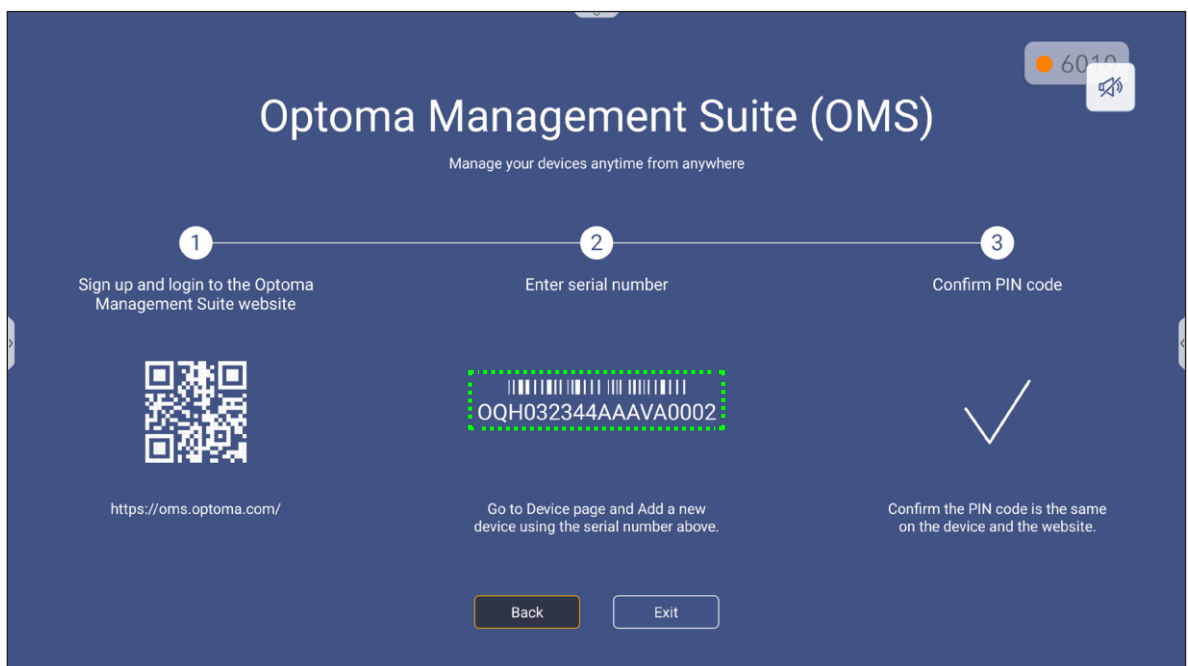 6010
Optoma Management Suite (OMS)
Manage your devices anytime from anywhere
1
2
3
Sign up and login to the Optoma
Management Suite website
Enter serial number
Confirm PIN code
OQH032344AAAVA0002
https://oms.optoma.com/
Go to Device page and Add a new
device using the serial number above.
Confirm the PIN code is the same
on the device and the website.
Back
Exit